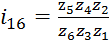 i₁₆ = z₅z₄z₂ / z₆z₃z₁